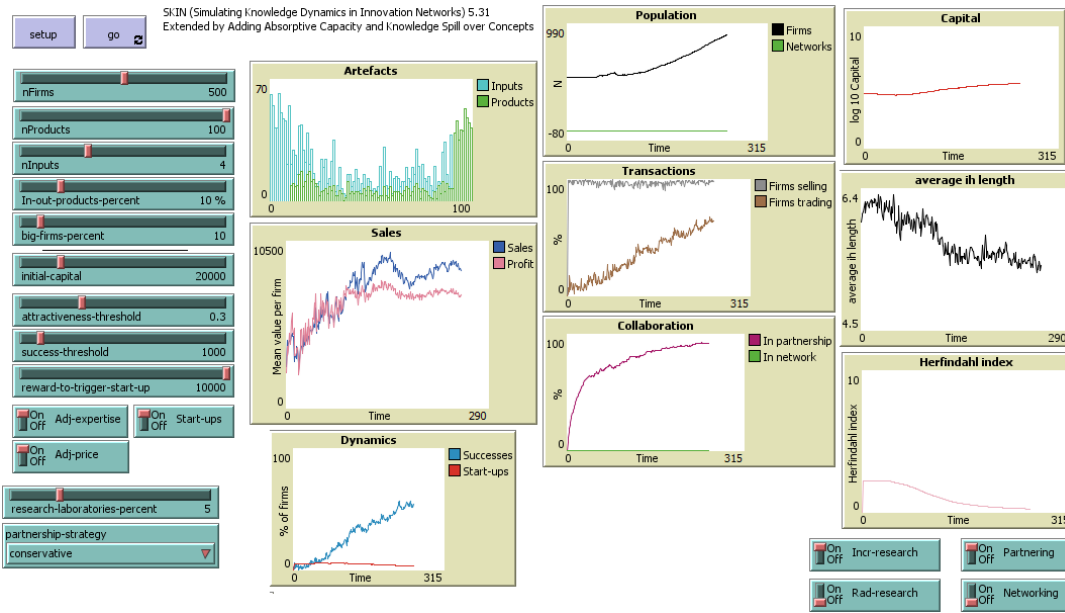 SKIN (Simulating Knowledge Dynamics in Innovation Networks) 5.31
Extended by Adding Absorptive Capacity and Knowledge Spill over Concepts
setup
go
nFirms 500
nProducts 100
nInputs 4
In-out-products-percent 10 %
big-firms-percent 10
initial-capital 20000
attractiveness-threshold 0.3
success-threshold 1000
reward-to-trigger-start-up 10000
On
Off
Adj-expertise
On
Off
Start-ups
On
Off
Adj-price
research-laboratories-percent 5
partnership-strategy
conservative
Artefacts
70
0
0 100
Inputs
Products
Sales
10500
Mean value per firm
0
0 Time 290
Sales
Profit
Dynamics
100
% of firms
0
0 Time 315
Successes
Start-ups
Population
990
N
-80
0 Time 315
Firms
Networks
Transactions
100
%
0
0 Time 315
Firms selling
Firms trading
Collaboration
100
%
0
0 Time 315
In partnership
In network
Capital
10
log 10 Capital
0
0 Time 315
average ih length
6.4
average ih length
4.5
0 Time 290
Herfindahl index
10
Herfindahl index
0
0 Time 315
On
Off
Incr-research
On
Off
Partnering
On
Off
Rad-research
On
Off
Networking